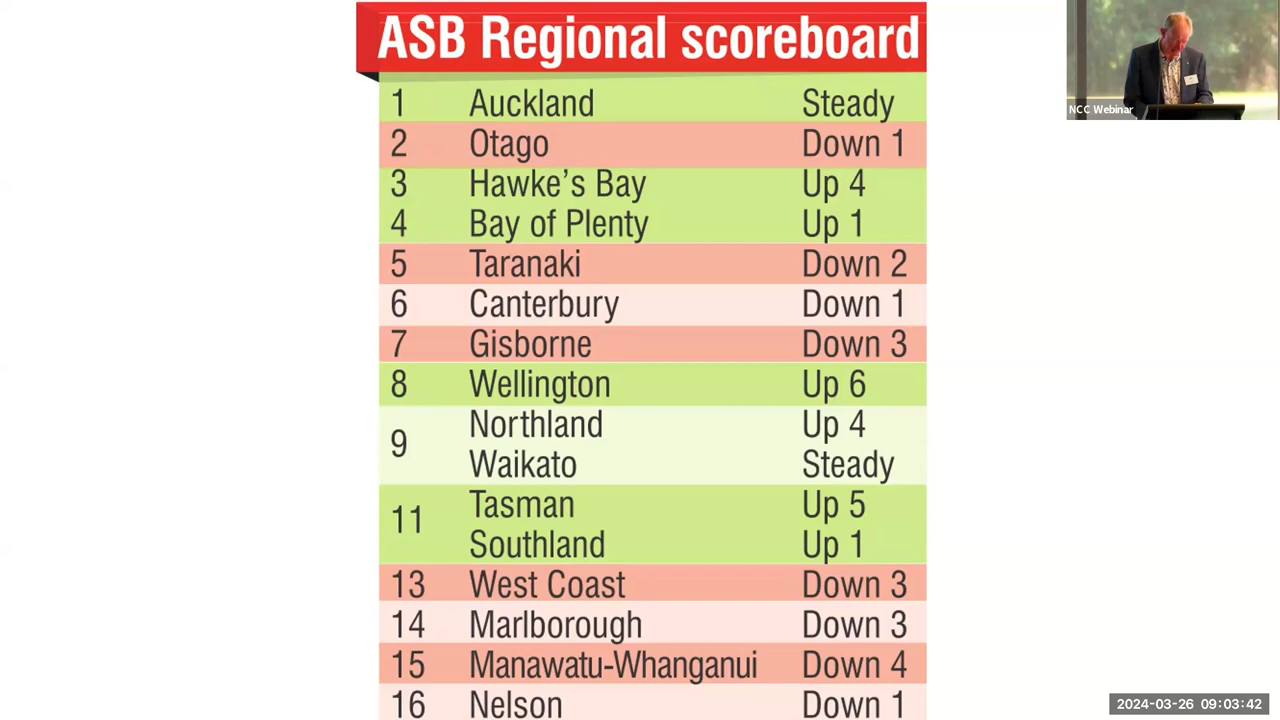 ASB Regional scoreboard
1 Auckland Steady
2 Otago Down 1
3 Hawke's Bay Up 4
4 Bay of Plenty Up 1
5 Taranaki Down 2
6 Canterbury Down 1
7 Gisborne Down 3
8 Wellington Up 6
9 Northland Up 4
Waikato Steady
11 Tasman Up 5
Southland Up 1
13 West Coast Down 3
14 Marlborough Down 3
15 Manawatu-Whanganui Down 4
16 Nelson Down 1
NCC Webinar
2024-03-26 09:03:42